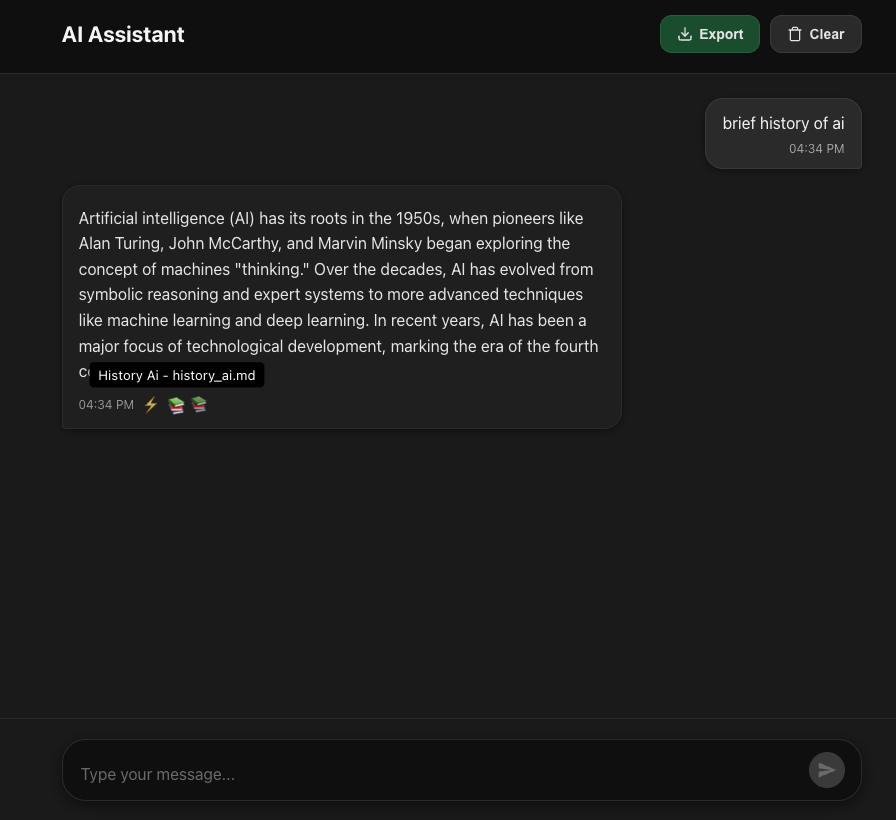 AI Assistant
Export
Clear
brief history of ai
04:34 PM
Artificial intelligence (AI) has its roots in the 1950s, when pioneers like
Alan Turing, John McCarthy, and Marvin Minsky began exploring the
concept of machines "thinking." Over the decades, AI has evolved from
symbolic reasoning and expert systems to more advanced techniques
like machine learning and deep learning. In recent years, AI has been a
major focus of technological development, marking the era of the fourth
History Ai - history_ai.md
04:34 PM
Type your message...